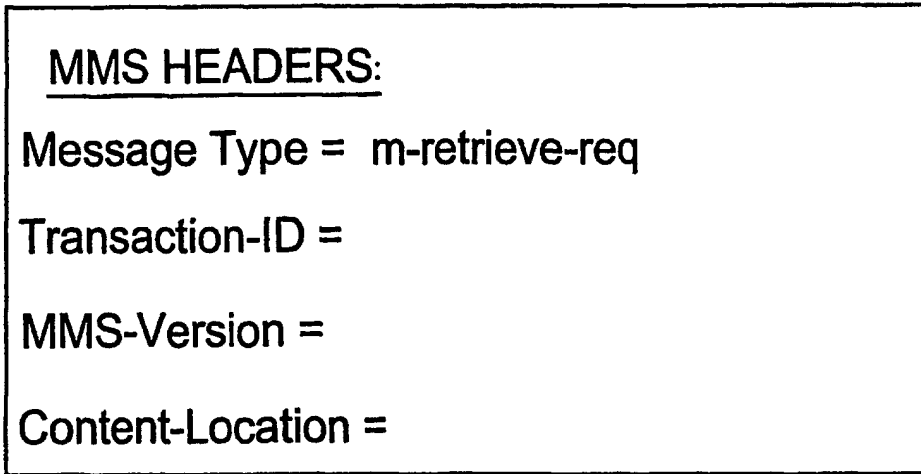 MMS HEADERS:
Message Type = m-retrieve-req
Transaction-ID =
MMS-Version =
Content-Location =